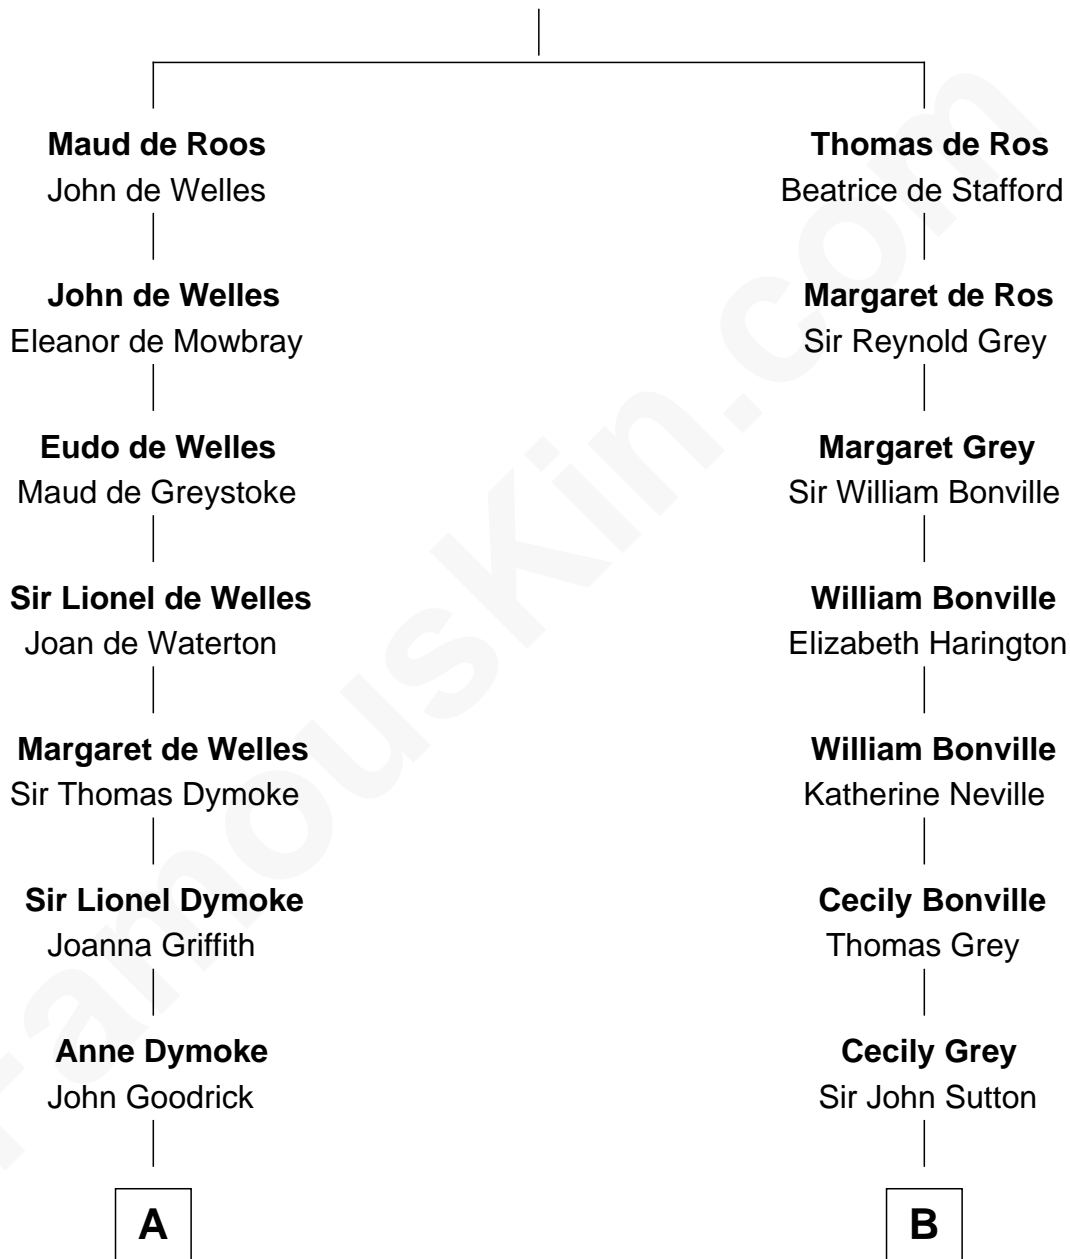 Maud de Roos
John de Welles
John de Welles
Eleanor de Mowbray
Eudo de Welles
Maud de Greystoke
Sir Lionel de Welles
Joan de Waterton
Margaret de Welles
Sir Thomas Dymoke
Sir Lionel Dymoke
Joanna Griffith
Anne Dymoke
John Goodrick
A
Thomas de Ros
Beatrice de Stafford
Margaret de Ros
Sir Reynold Grey
Margaret Grey
Sir William Bonville
William Bonville
Elizabeth Harington
William Bonville
Katherine Neville
Cecily Bonville
Thomas Grey
Cecily Grey
Sir John Sutton
B
FamousKin.com